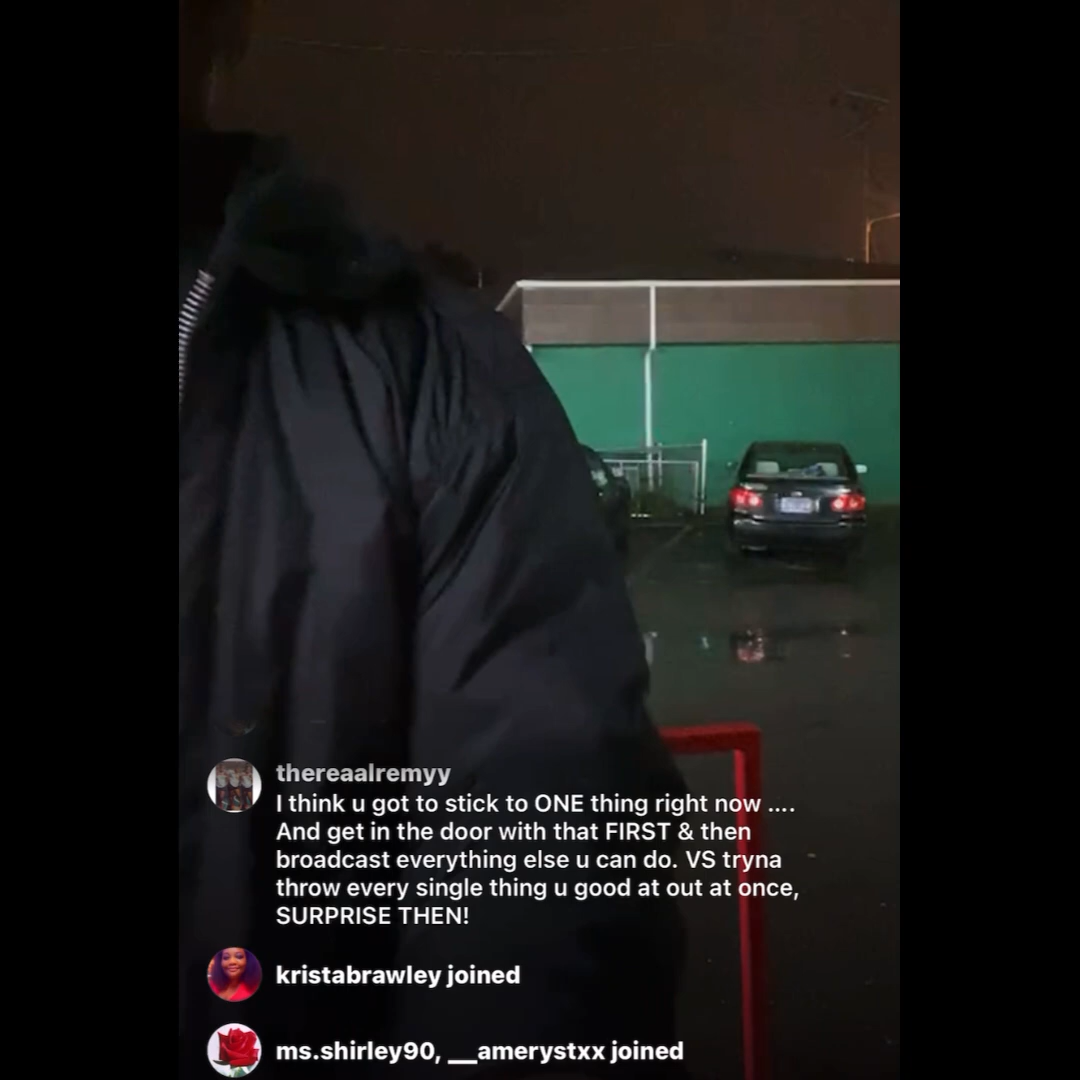 thereaalremyy
I think u got to stick to ONE thing right now ....
And get in the door with that FIRST & then
broadcast everything else u can do. VS tryna
throw every single thing u good at out at once,
SURPRISE THEN!
kristabrawley joined
ms.shirley90, __amerystxx joined